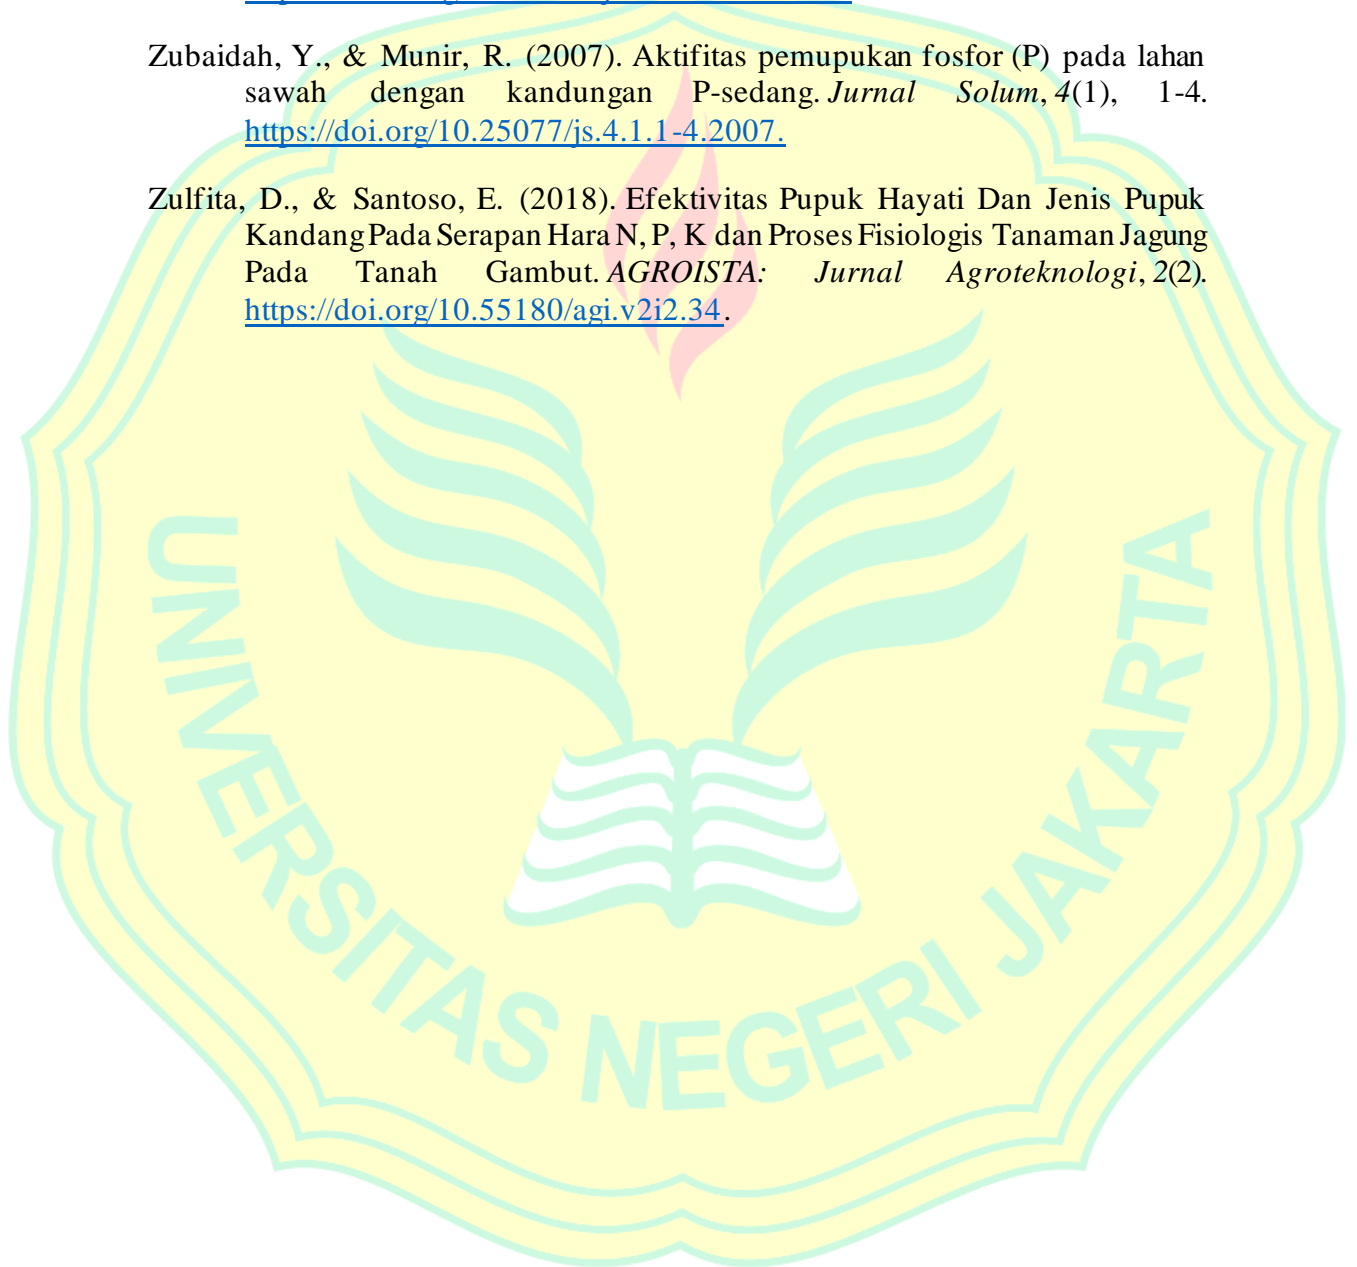 Zubaidah, Y., & Munir, R. (2007). Aktifitas pemupukan fosfor (P) pada lahan
sawah dengan kandungan P-sedang. Jurnal Solum, 4(1), 1-4.
https://doi.org/10.25077/js.4.1.1-4.2007.
Zulfita, D., & Santoso, E. (2018). Efektivitas Pupuk Hayati Dan Jenis Pupuk
Kandang Pada Serapan Hara N, P, K dan Proses Fisiologis Tanaman Jagung
Pada Tanah Gambut. AGROISTA: Jurnal Agroteknologi, 2(2).
https://doi.org/10.55180/agi.v2i2.34.
UNIVERSITAS NEGERI JAKARTA